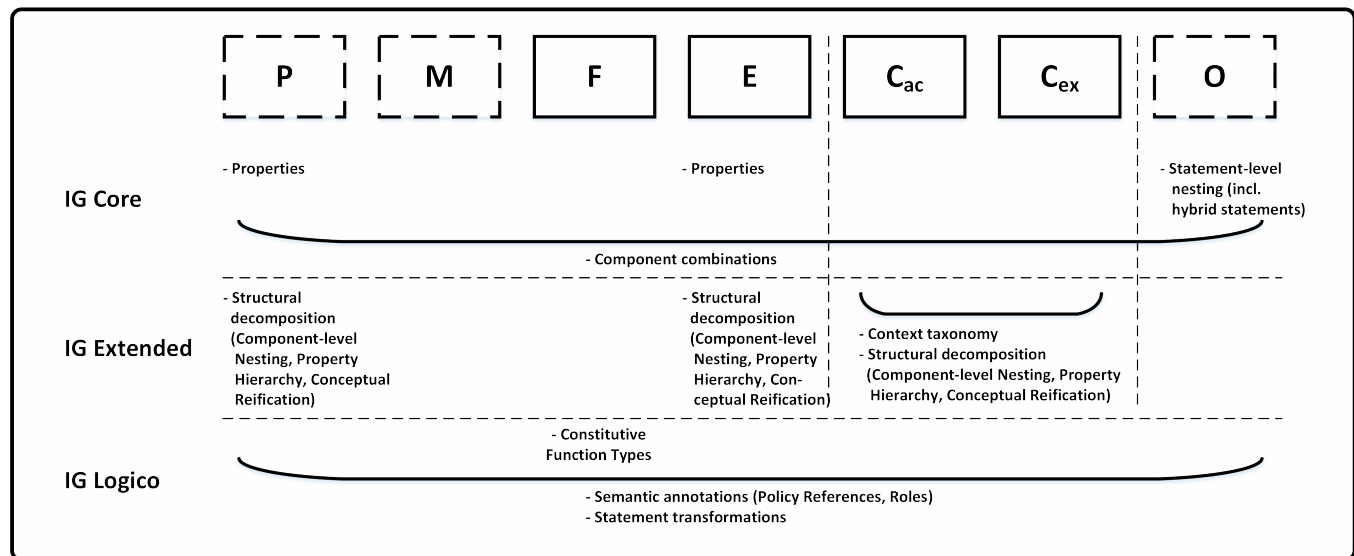 P M F E Cac Cex O
IG Core
- Properties
- Properties
- Statement-level
nesting (incl.
hybrid statements)
- Component combinations
IG Extended
- Structural
decomposition
(Component-level
Nesting, Property
Hierarchy, Conceptual
Reification)
- Structural
decomposition
(Component-level
Nesting, Property
Hierarchy, Con-
ceptual Reification)
- Context taxonomy
- Structural decomposition
(Component-level Nesting, Property
Hierarchy, Conceptual Reification)
IG Logico
- Constitutive
Function Types
- Semantic annotations (Policy References, Roles)
- Statement transformations